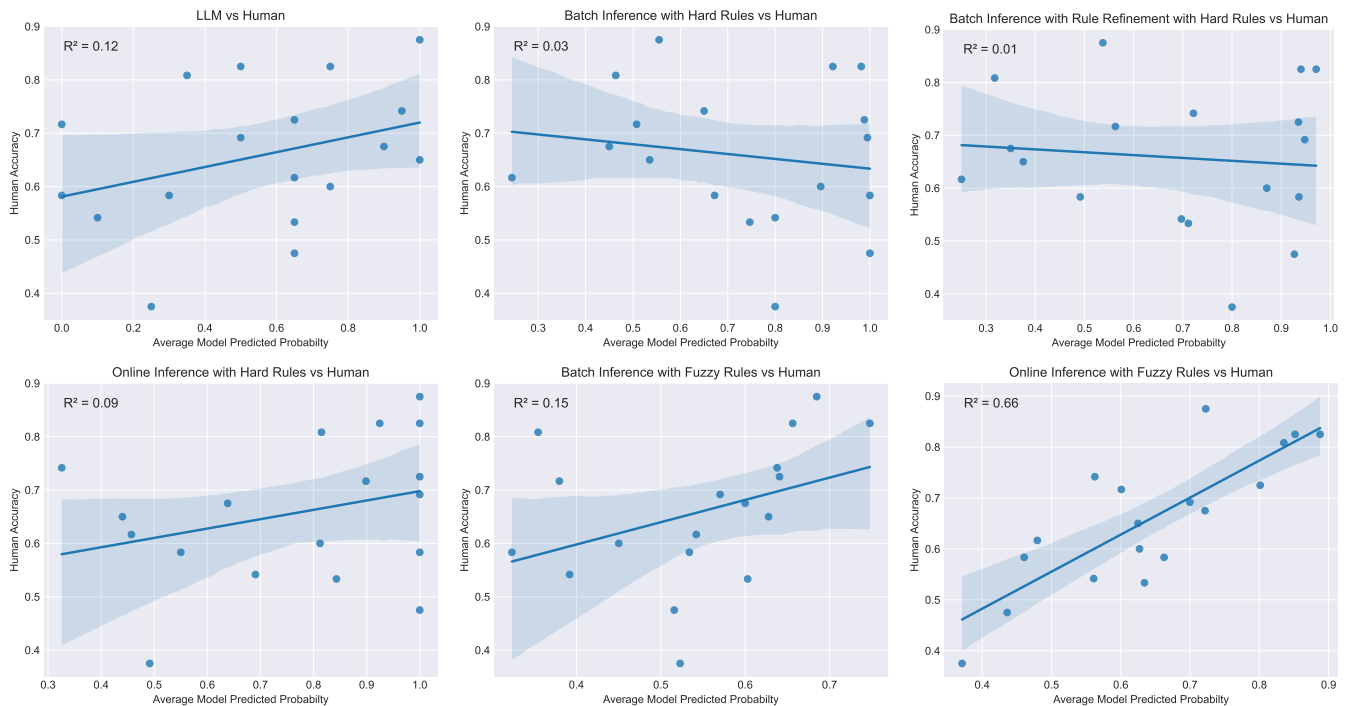 LLM vs Human
R² = 0.12
Human Accuracy
0.9
0.8
0.7
0.6
0.5
0.4
0.0 0.2 0.4 0.6 0.8 1.0
Average Model Predicted Probabilty
Batch Inference with Hard Rules vs Human
R² = 0.03
Human Accuracy
0.9
0.8
0.7
0.6
0.5
0.4
0.3 0.4 0.5 0.6 0.7 0.8 0.9 1.0
Average Model Predicted Probabilty
Batch Inference with Rule Refinement with Hard Rules vs Human
R² = 0.01
Human Accuracy
0.9
0.8
0.7
0.6
0.5
0.4
0.3 0.4 0.5 0.6 0.7 0.8 0.9 1.0
Average Model Predicted Probabilty
Online Inference with Hard Rules vs Human
R² = 0.09
Human Accuracy
0.9
0.8
0.7
0.6
0.5
0.4
0.3 0.4 0.5 0.6 0.7 0.8 0.9 1.0
Average Model Predicted Probabilty
Batch Inference with Fuzzy Rules vs Human
R² = 0.15
Human Accuracy
0.9
0.8
0.7
0.6
0.5
0.4
0.4 0.5 0.6 0.7
Average Model Predicted Probabilty
Online Inference with Fuzzy Rules vs Human
R² = 0.66
Human Accuracy
0.9
0.8
0.7
0.6
0.5
0.4
0.4 0.5 0.6 0.7 0.8 0.9
Average Model Predicted Probabilty